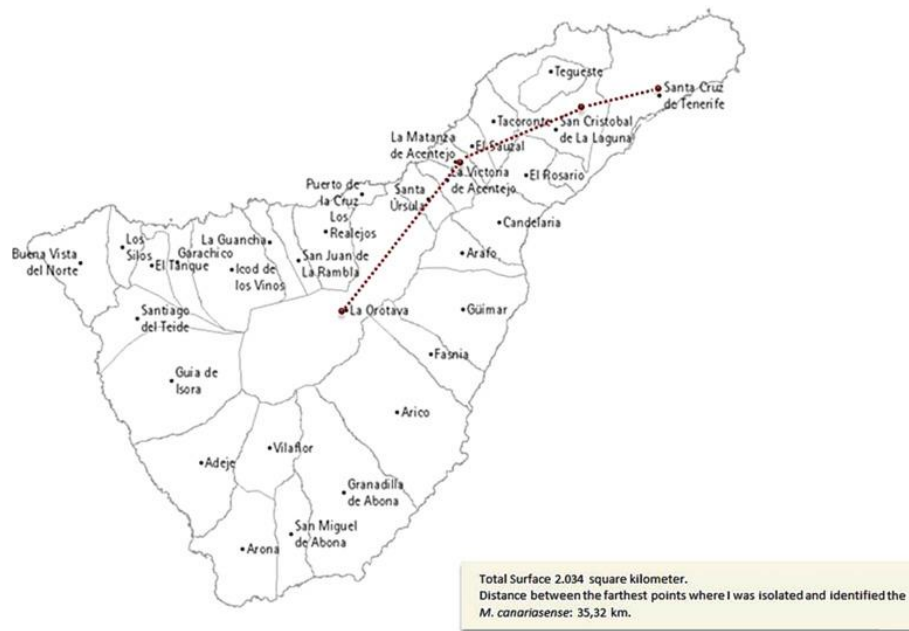 Tegueste
Santa Cruz
de Tenerife
Tacoronte
San Cristobal
de La Laguna
La Matanza
de Acentejo
El Sauzal
La Victoria
de Acentejo
El Rosario
Puerto de
la Cruz
Santa
Úrsula
Los
Realejos
Candelaria
La Guancha
Los
Silos
Garachico
El Tanque
Buena Vista
del Norte
Icod de
los Vinos
San Juan de
La Rambla
Arafo
La Orotava
Güimar
Santiago
del Teide
Fasnia
Guia de
Isora
Arico
Vilaflor
Adeje
Granadilla
de Abona
San Miguel
de Abona
Arona
Total Surface 2.034 square kilometer.
Distance between the farthest points where I was isolated and identified the
M. canariasense: 35,32 km.